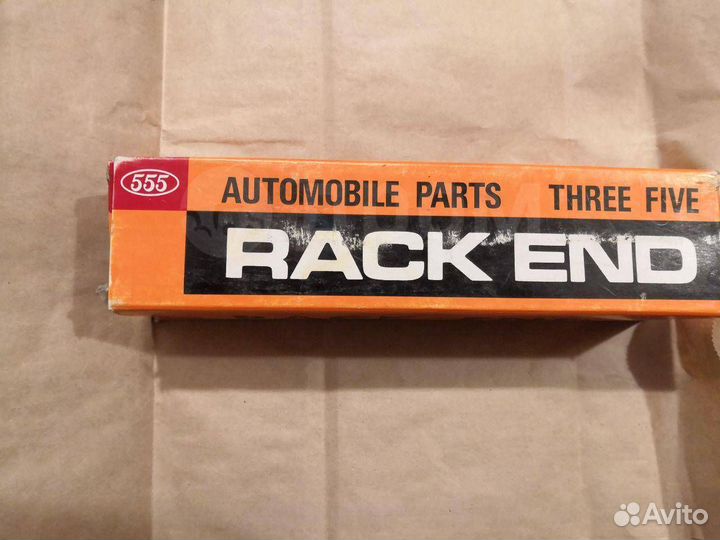 555
AUTOMOBILE PARTS THREE FIVE
RACK END
Avito